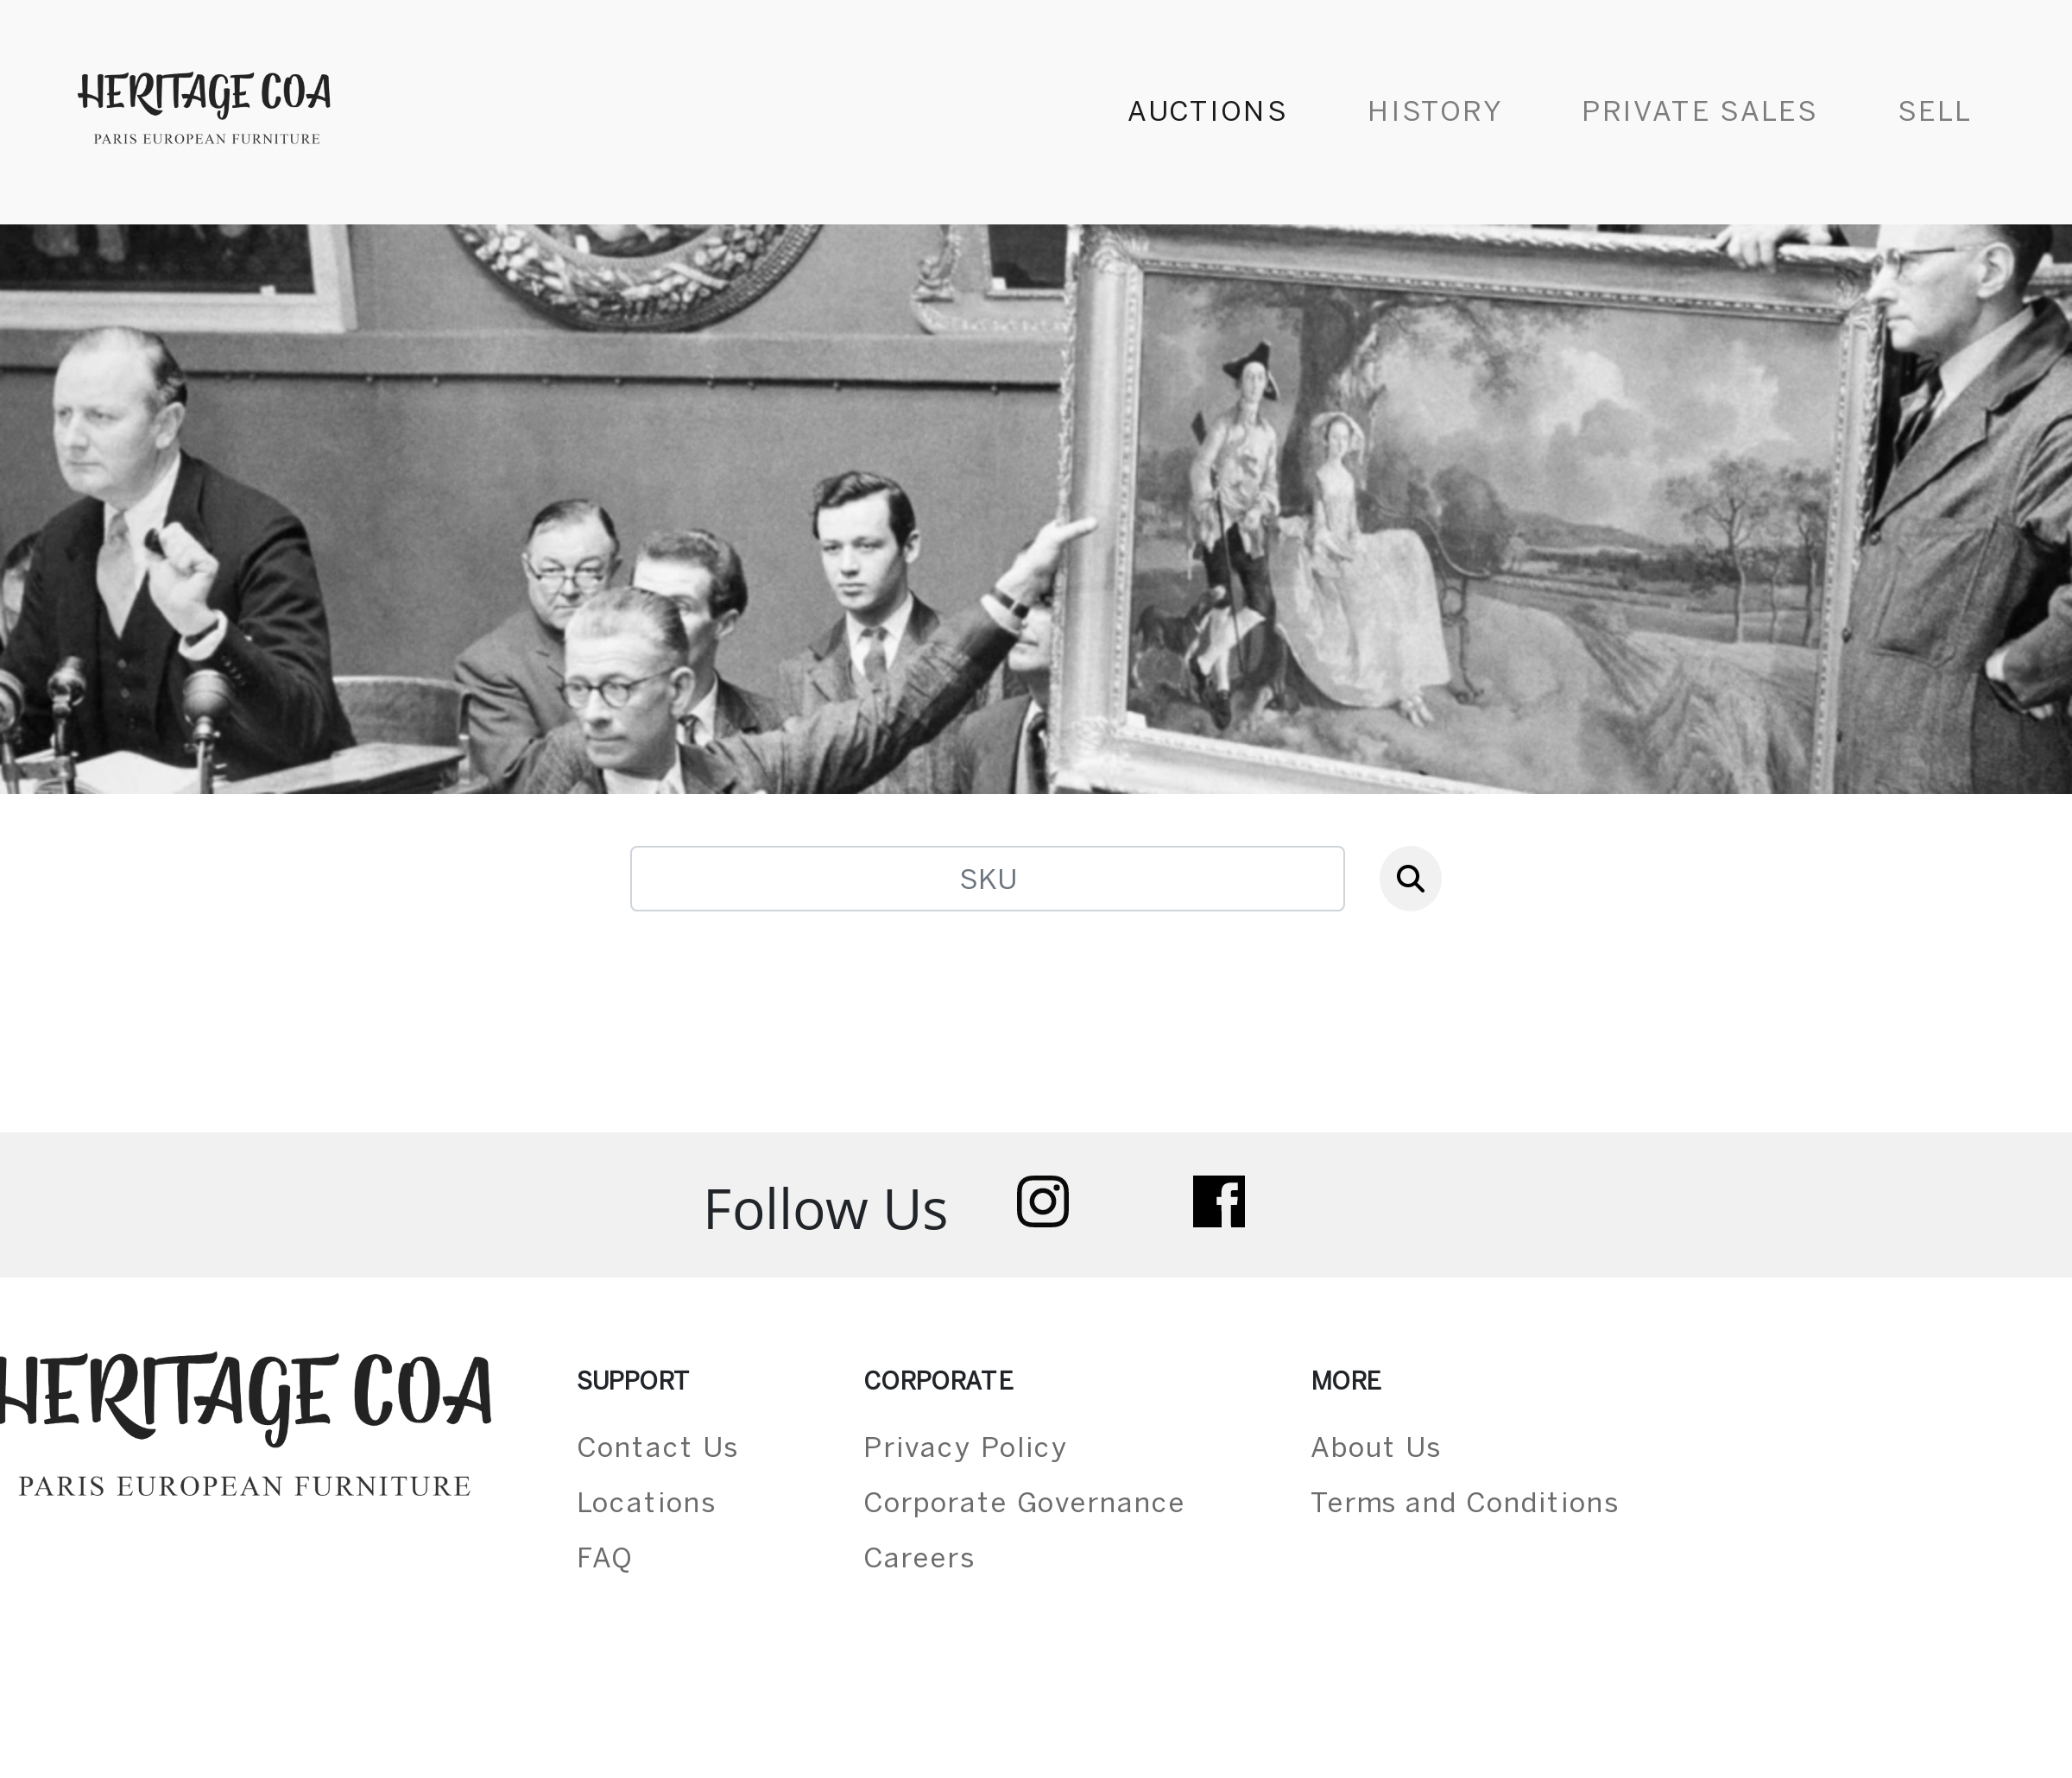 HERITAGE COA
PARIS EUROPEAN FURNITURE
AUCTIONS
HISTORY
PRIVATE SALES
SELL
SKU
Follow Us
HERITAGE COA
PARIS EUROPEAN FURNITURE
SUPPORT
Contact Us
Locations
FAQ
CORPORATE
Privacy Policy
Corporate Governance
Careers
MORE
About Us
Terms and Conditions